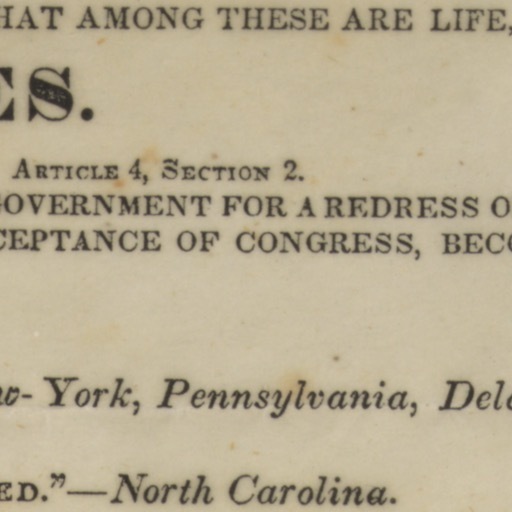 HAT AMONG THESE ARE LIFE,
ES.
ARTICLE 4, SECTION 2.
GOVERNMENT FOR A REDRESS O
CEPTANCE OF CONGRESS, BECO
w-York, Pennsylvania, Dela
ED."—North Carolina.